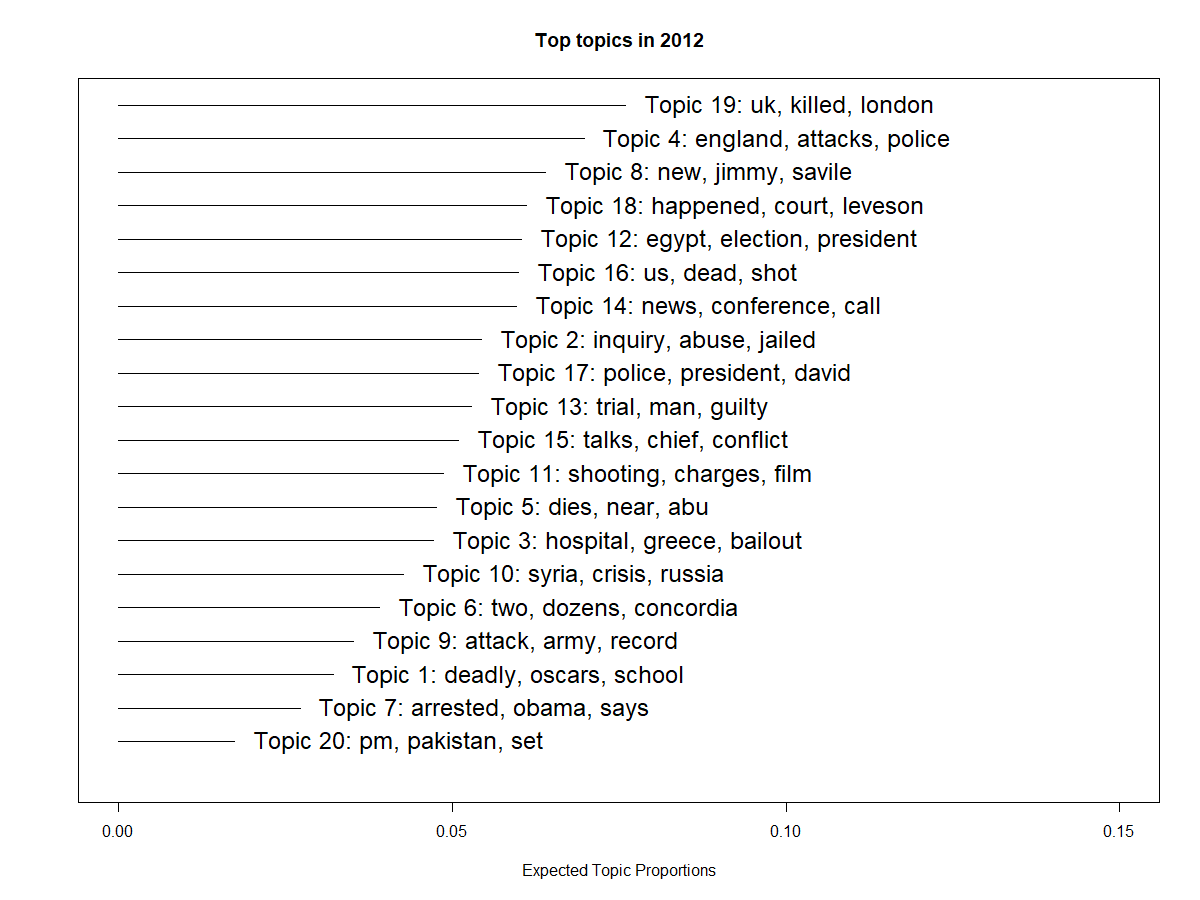 Top topics in 2012
Topic 19: uk, killed, london
Topic 4: england, attacks, police
Topic 8: new, jimmy, savile
Topic 18: happened, court, leveson
Topic 12: egypt, election, president
Topic 16: us, dead, shot
Topic 14: news, conference, call
Topic 2: inquiry, abuse, jailed
Topic 17: police, president, david
Topic 13: trial, man, guilty
Topic 15: talks, chief, conflict
Topic 11: shooting, charges, film
Topic 5: dies, near, abu
Topic 3: hospital, greece, bailout
Topic 10: syria, crisis, russia
Topic 6: two, dozens, concordia
Topic 9: attack, army, record
Topic 1: deadly, oscars, school
Topic 7: arrested, obama, says
Topic 20: pm, pakistan, set
0.00 0.05 0.10 0.15
Expected Topic Proportions